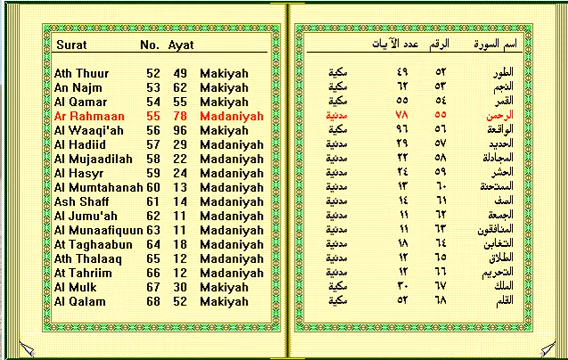 Surat No. Ayat
Ath Thuur 52 49 Makiyah
An Najm 53 62 Makiyah
Al Qamar 54 55 Makiyah
Ar Rahmaan 55 78 Madaniyah
Al Waaqi'ah 56 96 Makiyah
Al Hadiid 57 29 Madaniyah
Al Mujaadilah 58 22 Madaniyah
Al Hasyr 59 24 Madaniyah
Al Mumtahanah 60 13 Madaniyah
Ash Shaff 61 14 Madaniyah
Al Jumu'ah 62 11 Madaniyah
Al Munaafiquun 63 11 Madaniyah
At Taghaabun 64 18 Madaniyah
Ath Thalaaq 65 12 Madaniyah
At Tahriim 66 12 Madaniyah
Al Mulk 67 30 Makiyah
Al Qalam 68 52 Makiyah
اسم السورة الرقم عدد الآيات
الطور ٥٢ ٤٩ مكية
النجم ٥٣ ٦٢ مكية
القمر ٥٤ ٥٥ مكية
الرحمن ٥٥ ٧٨ مدنية
الواقعة ٥٦ ٩٦ مكية
الحديد ٥٧ ٢٩ مدنية
المجادلة ٥٨ ٢٢ مدنية
الحشر ٥٩ ٢٤ مدنية
الممتحنة ٦٠ ١٣ مدنية
الصف ٦١ ١٤ مدنية
الجمعة ٦٢ ١١ مدنية
المنافقون ٦٣ ١١ مدنية
التغابن ٦٤ ١٨ مدنية
الطلاق ٦٥ ١٢ مدنية
التحريم ٦٦ ١٢ مدنية
الملك ٦٧ ٣٠ مكية
القلم ٦٨ ٥٢ مكية